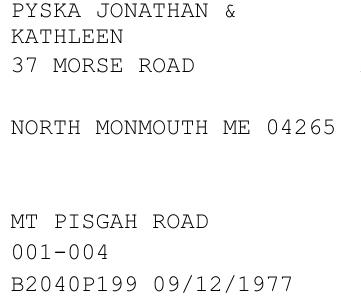 PYSKA JONATHAN &
KATHLEEN
37 MORSE ROAD
NORTH MONMOUTH ME 04265
MT PISGAH ROAD
001-004
B2040P199 09/12/1977